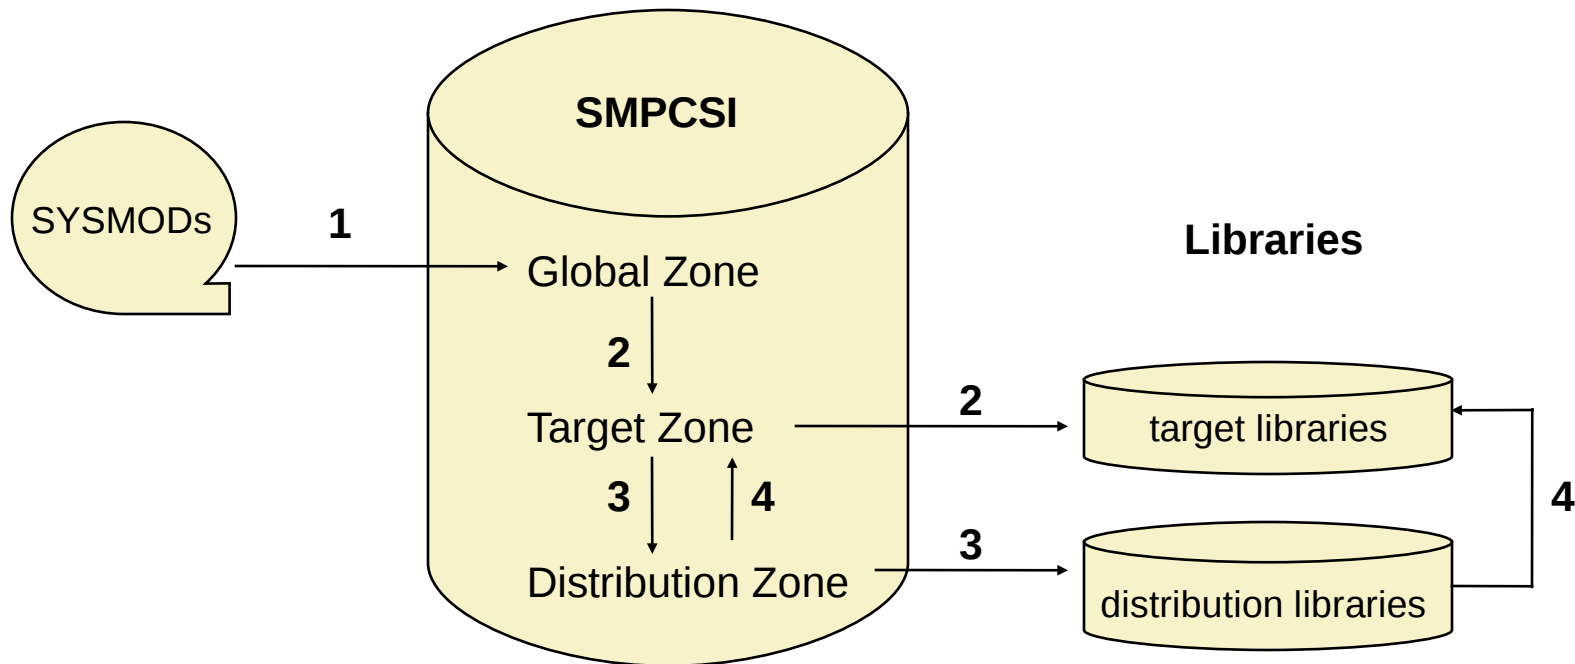 SMPCSI
SYSMODs
1
Libraries
Global Zone
2
2
Target Zone
target libraries
3
4
4
3
Distribution Zone
distribution libraries